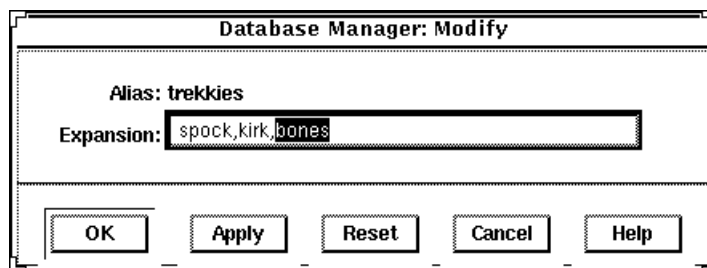 Database Manager: Modify
Alias: trekkies
Expansion: spock,kirk,bones
OK Apply Reset Cancel Help